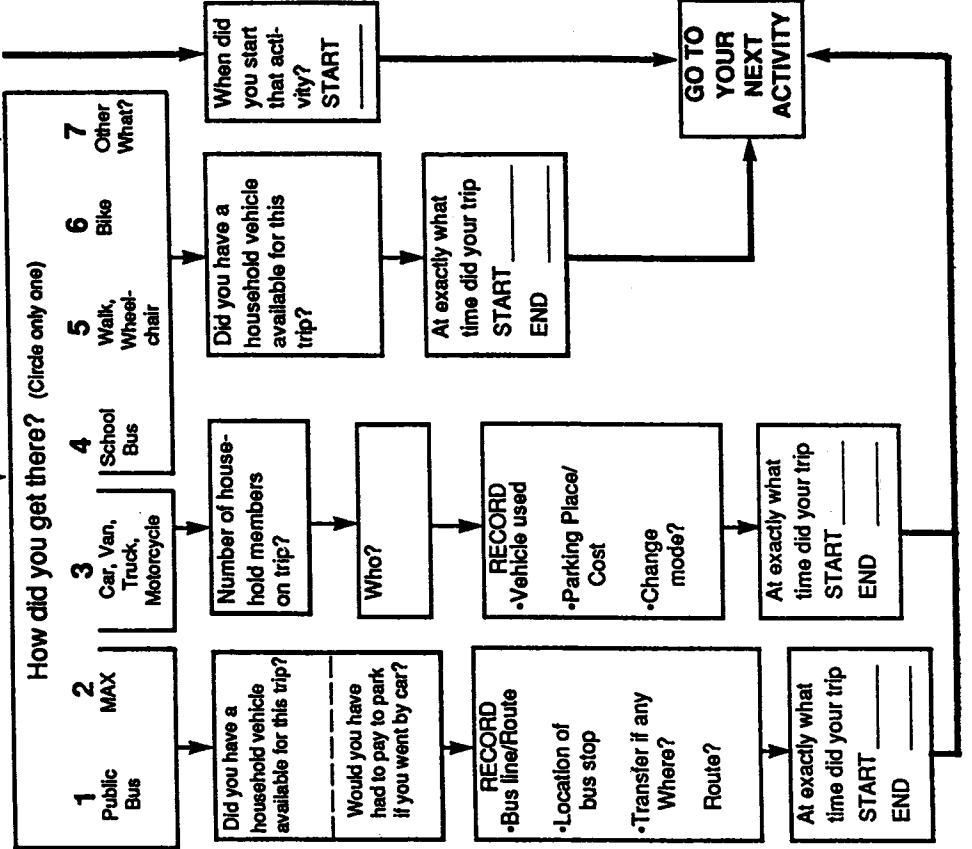 How did you get there? (Circle only one)
1
Public
Bus
2
MAX
3
Car, Van,
Truck,
Motorcycle
4
School
Bus
5
Walk,
Wheel-
chair
6
Bike
7
Other
What?
Did you have a
household vehicle
available for this trip?
Would you have
had to pay to park
if you went by car?
RECORD
•Bus line/Route
•Location of
bus stop
•Transfer if any
Where?
Route?
At exactly what
time did your trip
START
END
Number of house-
hold members
on trip?
Who?
RECORD
•Vehicle used
•Parking Place/
Cost
•Change
mode?
At exactly what
time did your trip
START
END
Did you have a
household vehicle
available for this
trip?
At exactly what
time did your trip
START
END
When did
you start
that acti-
vity?
START
GO TO
YOUR
NEXT
ACTIVITY